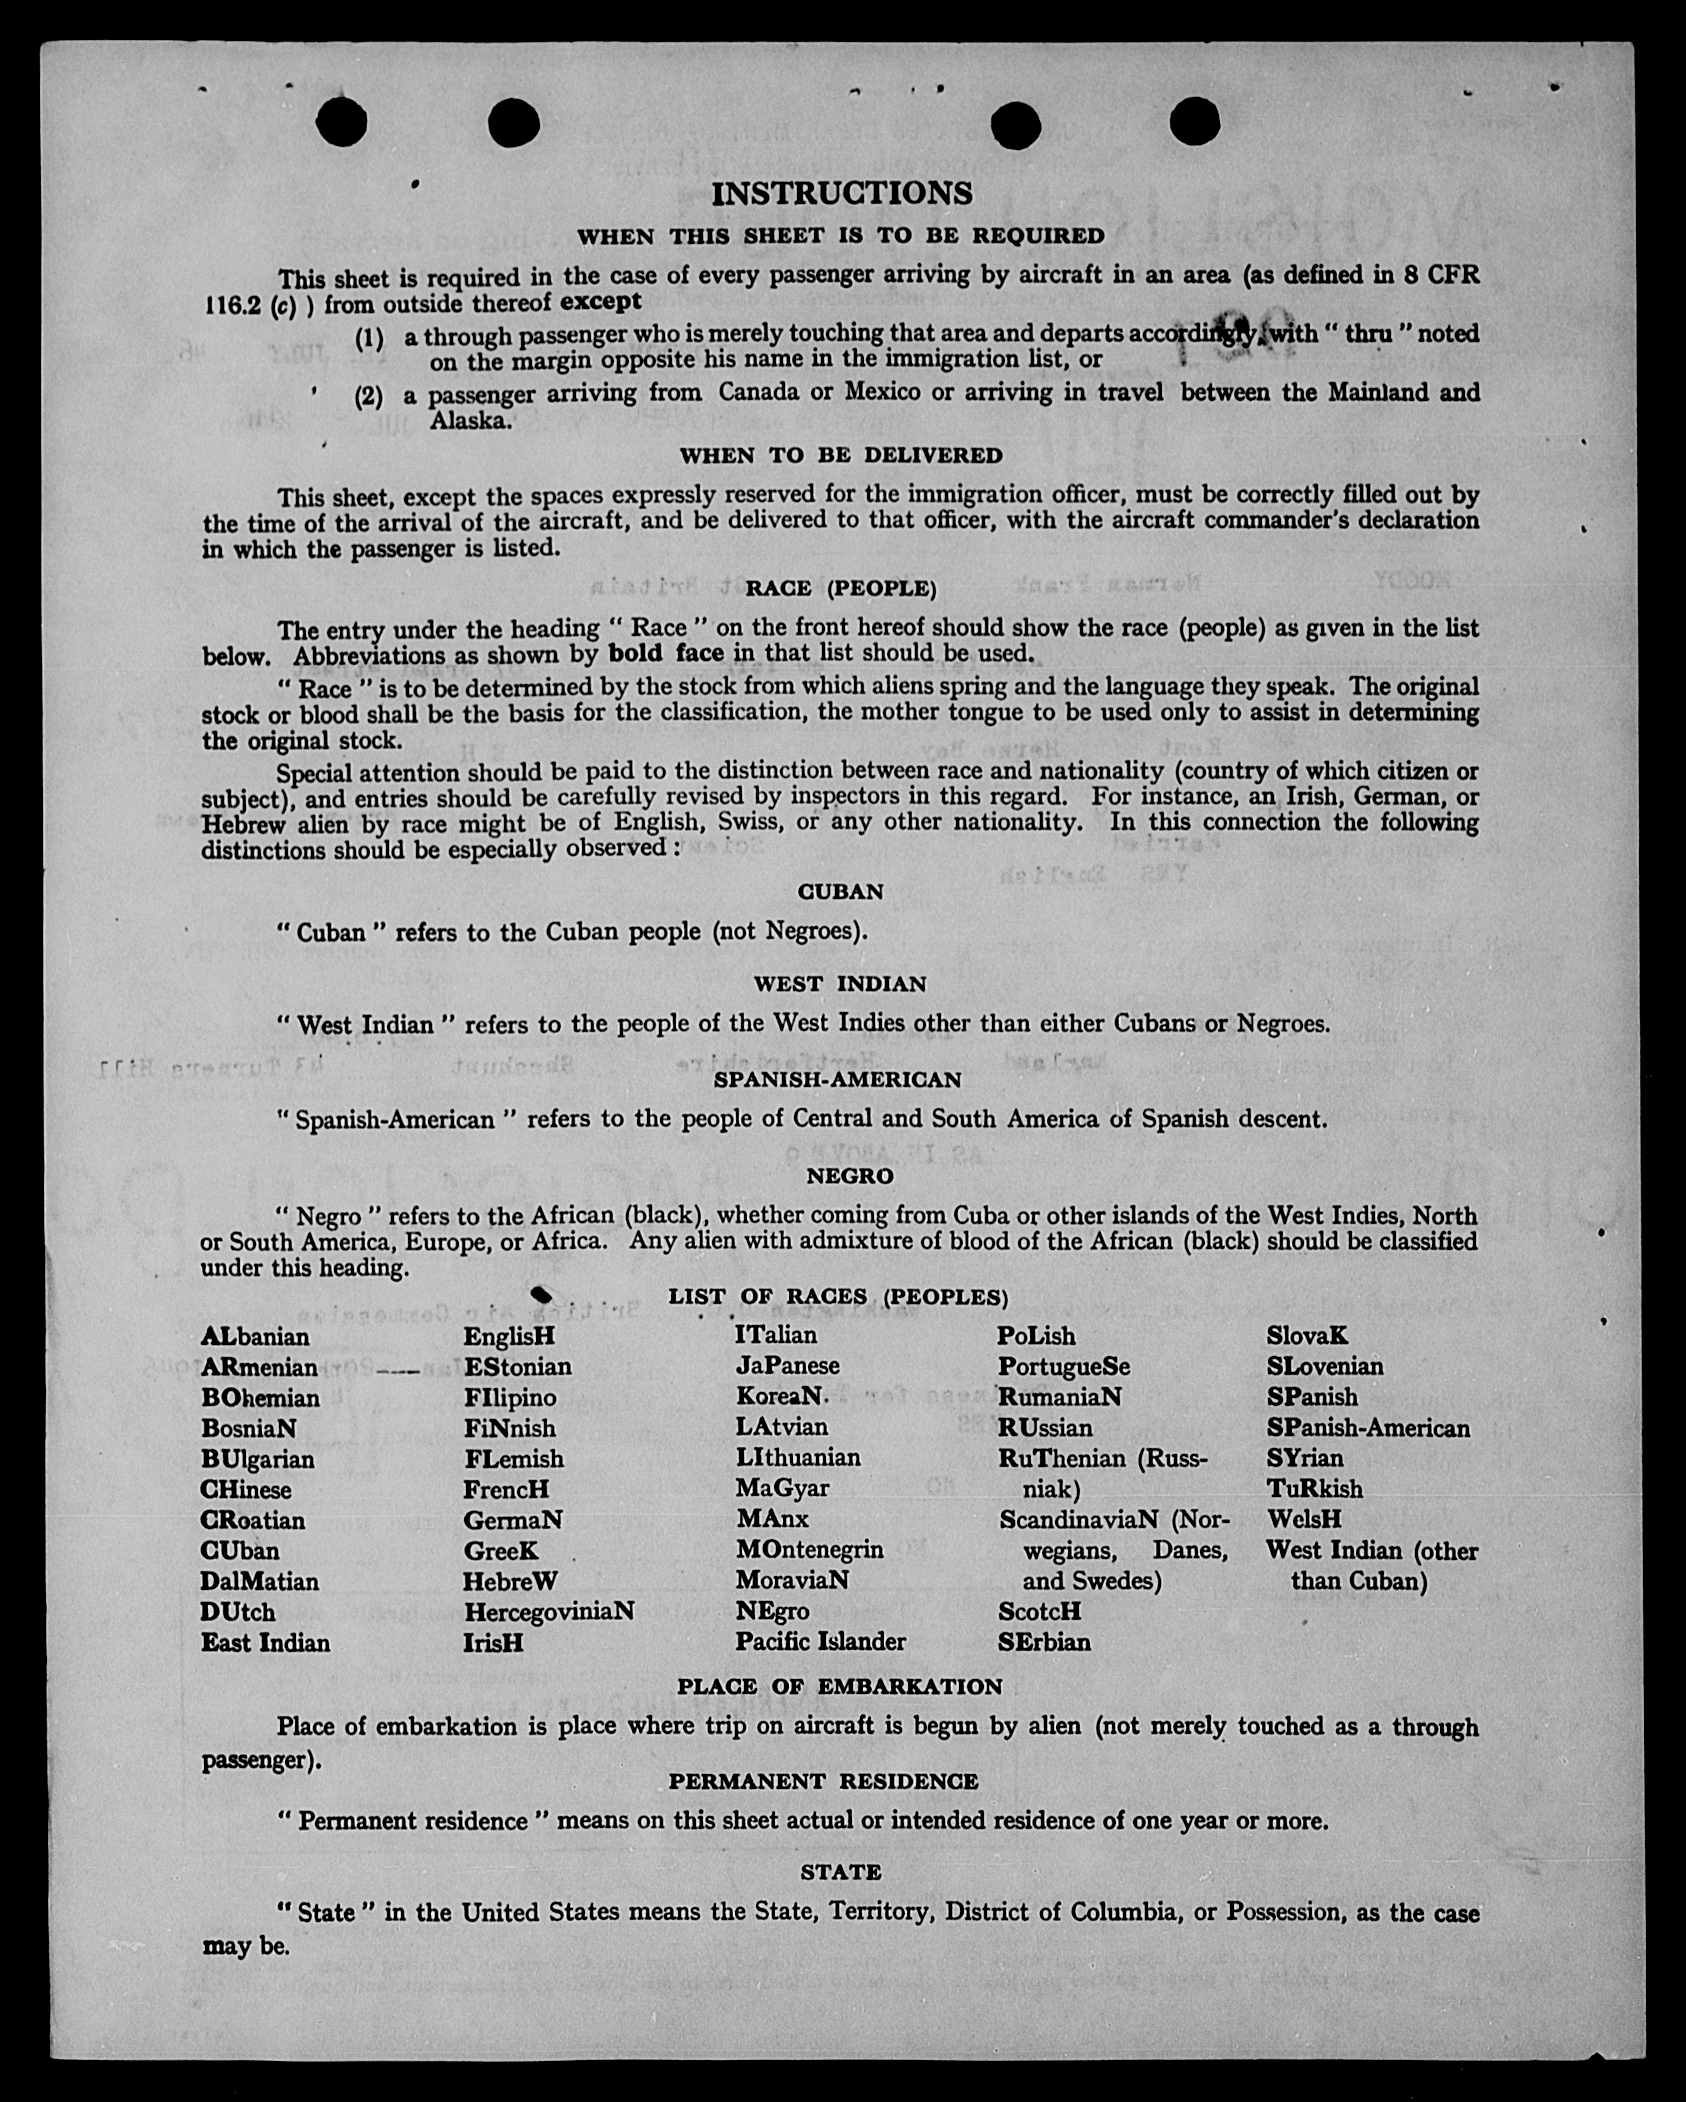 INSTRUCTIONS
WHEN THIS SHEET IS TO BE REQUIRED
This sheet is required in the case of every passenger arriving by aircraft in an area (as defined in 8 CFR
116.2 (c) ) from outside thereof except
(1) a through passenger who is merely touching that area and departs accordingly, with “ thru ” noted
on the margin opposite his name in the immigration list, or
(2) a passenger arriving from Canada or Mexico or arriving in travel between the Mainland and
Alaska.
WHEN TO BE DELIVERED
This sheet, except the spaces expressly reserved for the immigration officer, must be correctly filled out by
the time of the arrival of the aircraft, and be delivered to that officer, with the aircraft commander's declaration
in which the passenger is listed.
RACE (PEOPLE)
The entry under the heading “ Race ” on the front hereof should show the race (people) as given in the list
below. Abbreviations as shown by bold face in that list should be used.
“ Race ” is to be determined by the stock from which aliens spring and the language they speak. The original
stock or blood shall be the basis for the classification, the mother tongue to be used only to assist in determining
the original stock.
Special attention should be paid to the distinction between race and nationality (country of which citizen or
subject), and entries should be carefully revised by inspectors in this regard. For instance, an Irish, German, or
Hebrew alien by race might be of English, Swiss, or any other nationality. In this connection the following
distinctions should be especially observed :
CUBAN
“ Cuban ” refers to the Cuban people (not Negroes).
WEST INDIAN
“ West Indian ” refers to the people of the West Indies other than either Cubans or Negroes.
SPANISH-AMERICAN
“ Spanish-American ” refers to the people of Central and South America of Spanish descent.
NEGRO
“ Negro ” refers to the African (black), whether coming from Cuba or other islands of the West Indies, North
or South America, Europe, or Africa. Any alien with admixture of blood of the African (black) should be classified
under this heading.
LIST OF RACES (PEOPLES)
ALbanian
ARmenian
BOhemian
BosniaN
BUlgarian
CHinese
CRoatian
CUban
DalMatian
DUtch
East Indian
EnglisH
EStonian
FIlipino
FiNnish
FLemish
FrencH
GermaN
GreeK
HebreW
HercegoviniaN
IrisH
ITalian
JaPanese
KoreaN
LAtvian
LIthuanian
MaGyar
MAnx
MOntenegrin
MoraviaN
NEgro
Pacific Islander
PoLish
PortugueSe
RumaniaN
RUssian
RuThenian (Russ-
niak)
ScandinaviaN (Nor-
wegians, Danes,
and Swedes)
ScotcH
SErbian
SlovaK
SLovenian
SPanish
SPanish-American
SYrian
TuRkish
WelsH
West Indian (other
than Cuban)
PLACE OF EMBARKATION
Place of embarkation is place where trip on aircraft is begun by alien (not merely touched as a through
passenger).
PERMANENT RESIDENCE
“ Permanent residence ” means on this sheet actual or intended residence of one year or more.
STATE
“ State ” in the United States means the State, Territory, District of Columbia, or Possession, as the case
may be.